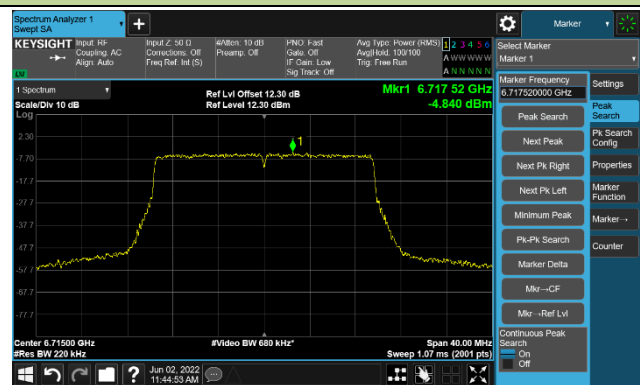 Spectrum Analyzer 1
Swept SA
Marker
KEYSIGHT
Input: RF
Coupling: AC
Align: Auto
Input Z: 50 Ω
Corrections: Off
Freq Ref: Int (S)
#Atten: 10 dB
Preamp: Off
PNO: Fast
Gate: Off
IF Gain: Low
Sig Track: Off
Avg Type: Power (RMS)
Avg|Hold: 100/100
Trig: Free Run
1 2 3 4 5 6
A W W W W W
A N N N N N
Select Marker
Marker 1
LXI
1 Spectrum
Scale/Div 10 dB
Log
Ref Lvl Offset 12.30 dB
Ref Level 12.30 dBm
Mkr1 6.717 52 GHz
-4.840 dBm
1
2.30
-7.70
-17.7
-27.7
-37.7
-47.7
-57.7
-67.7
-77.7
Center 6.71500 GHz
#Res BW 220 kHz
#Video BW 680 kHz*
Span 40.00 MHz
Sweep 1.07 ms (2001 pts)
Marker Frequency
6.717520000 GHz
Peak Search
Next Peak
Next Pk Right
Next Pk Left
Minimum Peak
Pk-Pk Search
Marker Delta
Mkr→CF
Mkr→Ref Lvl
Continuous Peak
Search
On
Off
Settings
Peak
Search
Pk Search
Config
Properties
Marker
Function
Marker→
Counter
?
Jun 02, 2022
11:44:53 AM